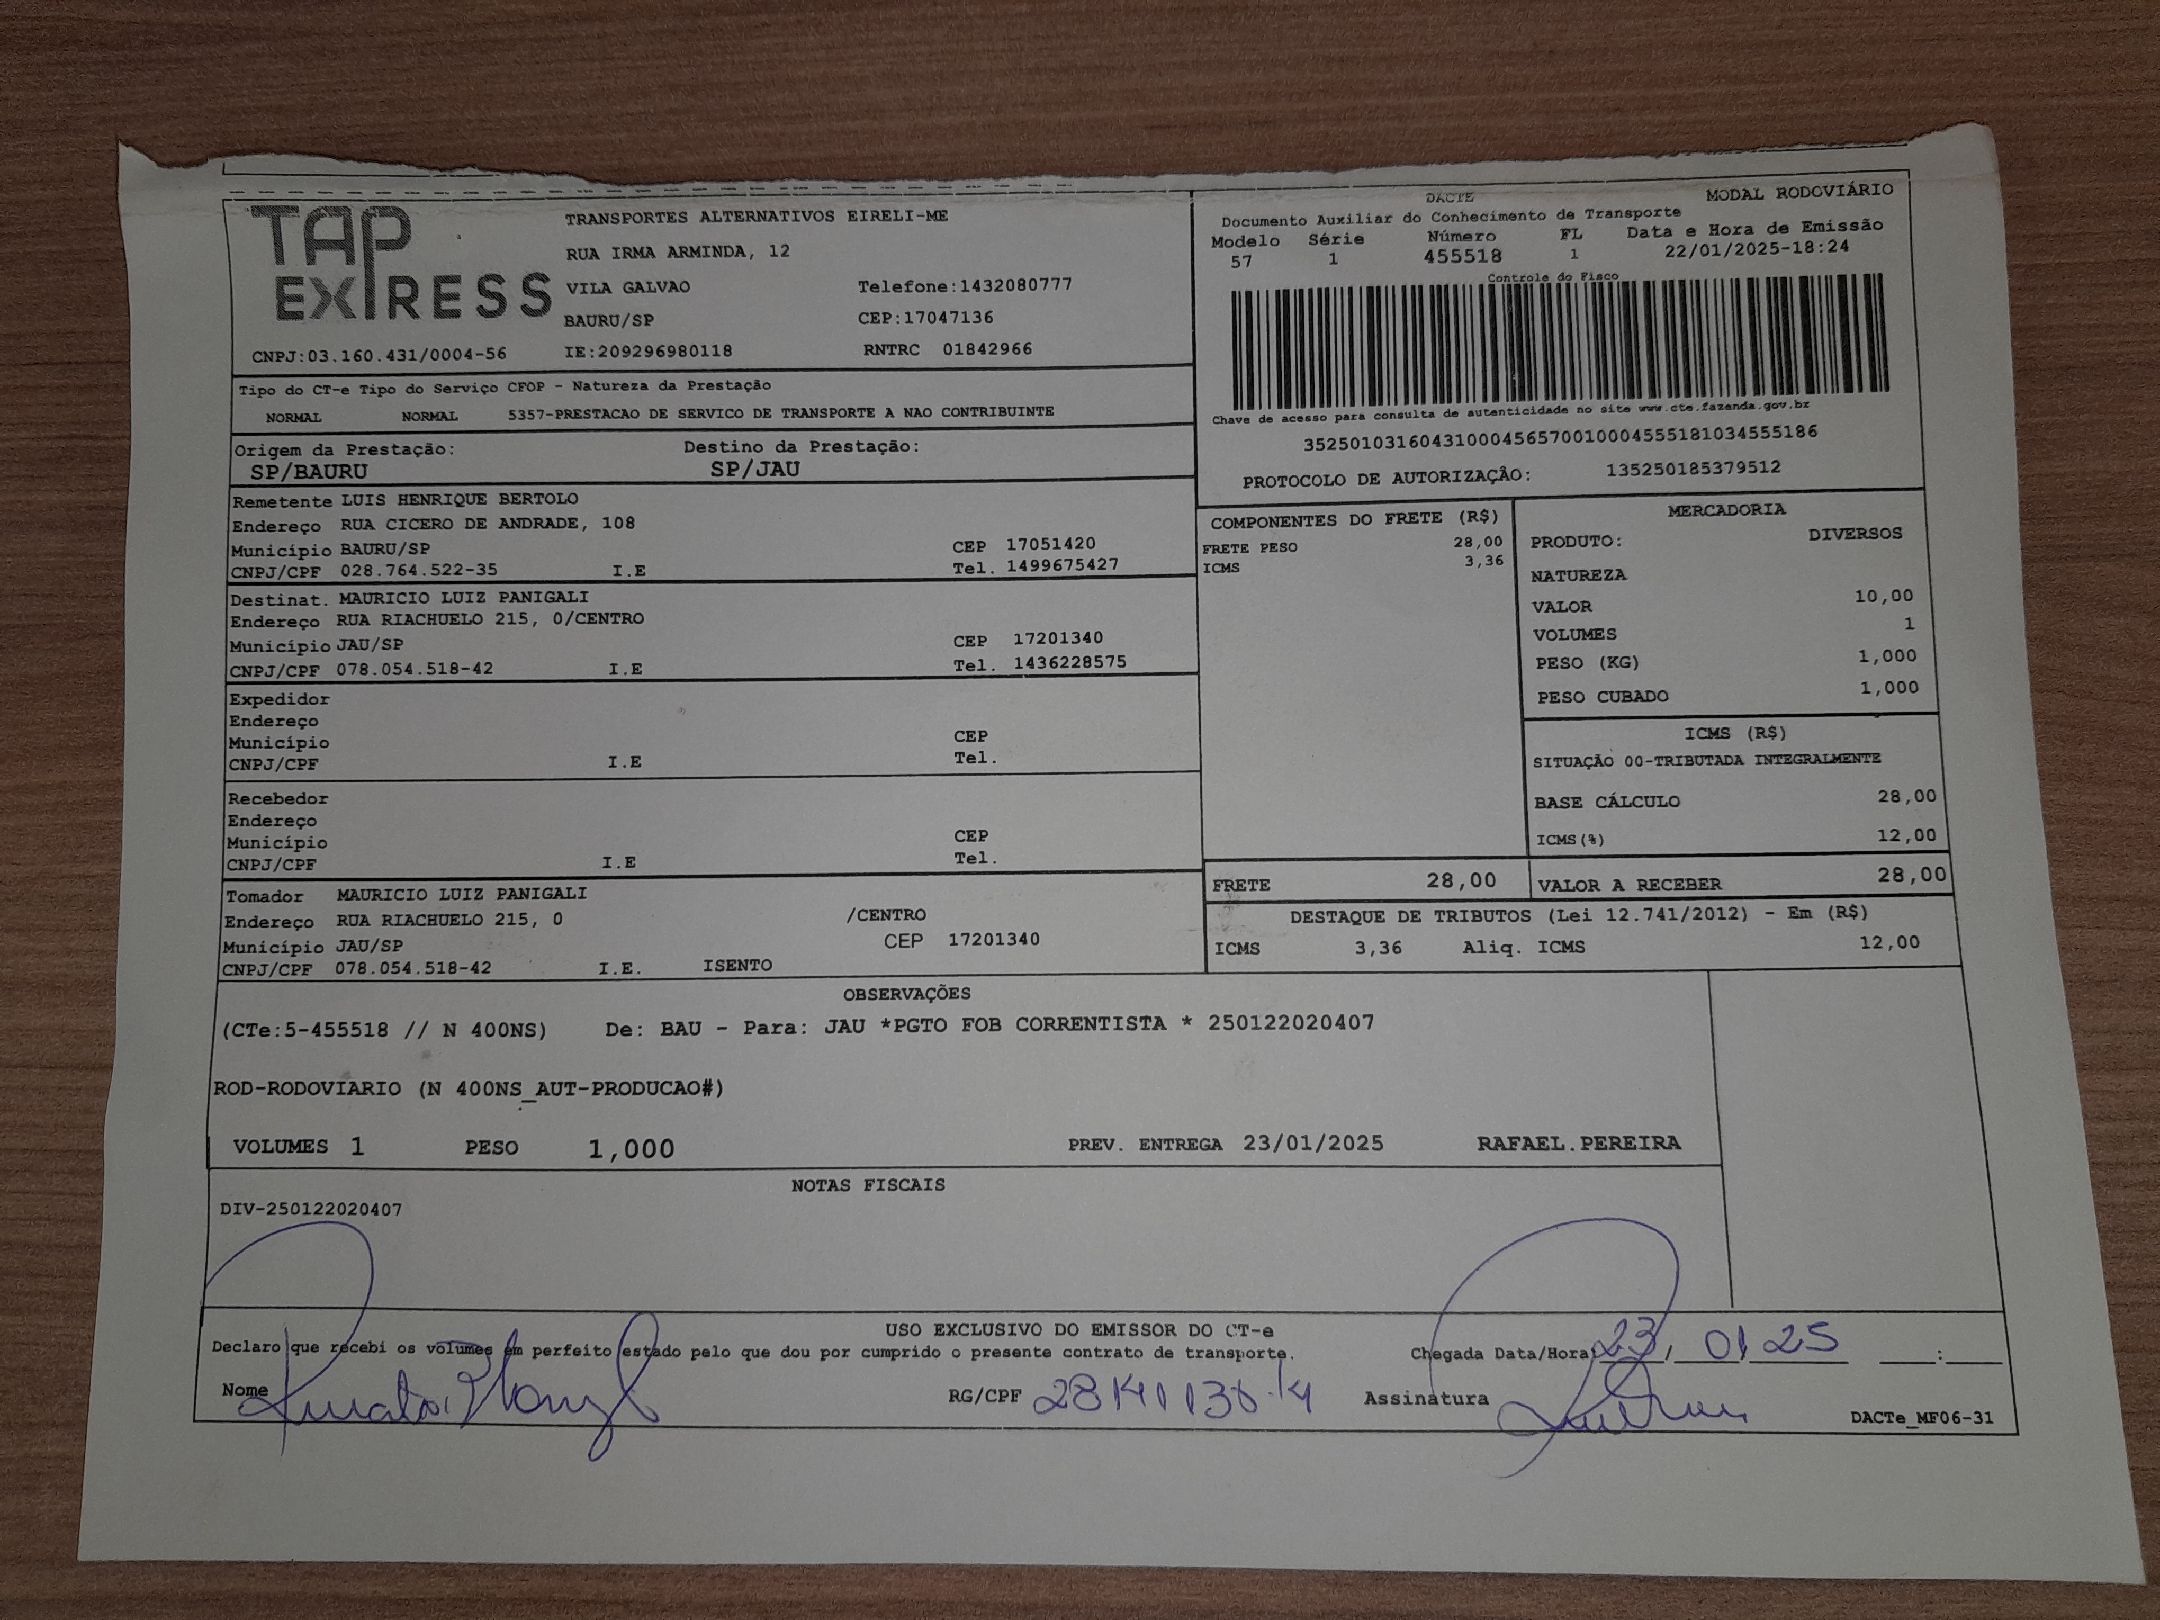 TAP EXPRESS
TRANSPORTES ALTERNATIVOS EIRELI-ME
RUA IRMA ARMINDA, 12
VILA GALVAO Telefone:1432080777
BAURU/SP CEP:17047136
CNPJ:03.160.431/0004-56 IE:209296980118 RNTRC 01842966
DACTE MODAL RODOVIÁRIO
Documento Auxiliar do Conhecimento de Transporte
Modelo Série Número FL Data e Hora de Emissão
57 1 455518 1 22/01/2025-18:24
Controle do Fisco
Chave de acesso para consulta de autenticidade no site www.cte.fazenda.gov.br
35250103160431000456570010004555181034555186
PROTOCOLO DE AUTORIZAÇÃO: 135250185379512
Tipo do CT-e Tipo do Serviço CFOP - Natureza da Prestação
NORMAL NORMAL 5357-PRESTACAO DE SERVICO DE TRANSPORTE A NAO CONTRIBUINTE
Origem da Prestação: Destino da Prestação:
SP/BAURU SP/JAU
Remetente LUIS HENRIQUE BERTOLO
Endereço RUA CICERO DE ANDRADE, 108
Município BAURU/SP CEP 17051420
CNPJ/CPF 028.764.522-35 I.E Tel. 1499675427
Destinat. MAURICIO LUIZ PANIGALI
Endereço RUA RIACHUELO 215, 0/CENTRO
Município JAU/SP CEP 17201340
CNPJ/CPF 078.054.518-42 I.E Tel. 1436228575
Expedidor
Endereço
Município CEP
CNPJ/CPF I.E Tel.
Recebedor
Endereço
Município CEP
CNPJ/CPF I.E Tel.
Tomador MAURICIO LUIZ PANIGALI
Endereço RUA RIACHUELO 215, 0 /CENTRO
Município JAU/SP CEP 17201340
CNPJ/CPF 078.054.518-42 I.E. ISENTO
COMPONENTES DO FRETE (R$)
FRETE PESO 28,00
ICMS 3,36
MERCADORIA
PRODUTO: DIVERSOS
NATUREZA
VALOR 10,00
VOLUMES 1
PESO (KG) 1,000
PESO CUBADO 1,000
ICMS (R$)
SITUAÇÃO 00-TRIBUTADA INTEGRALMENTE
BASE CÁLCULO 28,00
ICMS(%) 12,00
FRETE 28,00 VALOR A RECEBER 28,00
DESTAQUE DE TRIBUTOS (Lei 12.741/2012) - Em (R$)
ICMS 3,36 Aliq. ICMS 12,00
OBSERVAÇÕES
(CTe:5-455518 // N 400NS) De: BAU - Para: JAU *PGTO FOB CORRENTISTA * 250122020407
ROD-RODOVIARIO (N 400NS_AUT-PRODUCAO#)
VOLUMES 1 PESO 1,000 PREV. ENTREGA 23/01/2025 RAFAEL.PEREIRA
NOTAS FISCAIS
DIV-250122020407
USO EXCLUSIVO DO EMISSOR DO CT-e
Declaro que recebi os volumes em perfeito estado pelo que dou por cumprido o presente contrato de transporte. Chegada Data/Hora: 23, 01 25 :
Nome RG/CPF Assinatura
DACTe_MF06-31